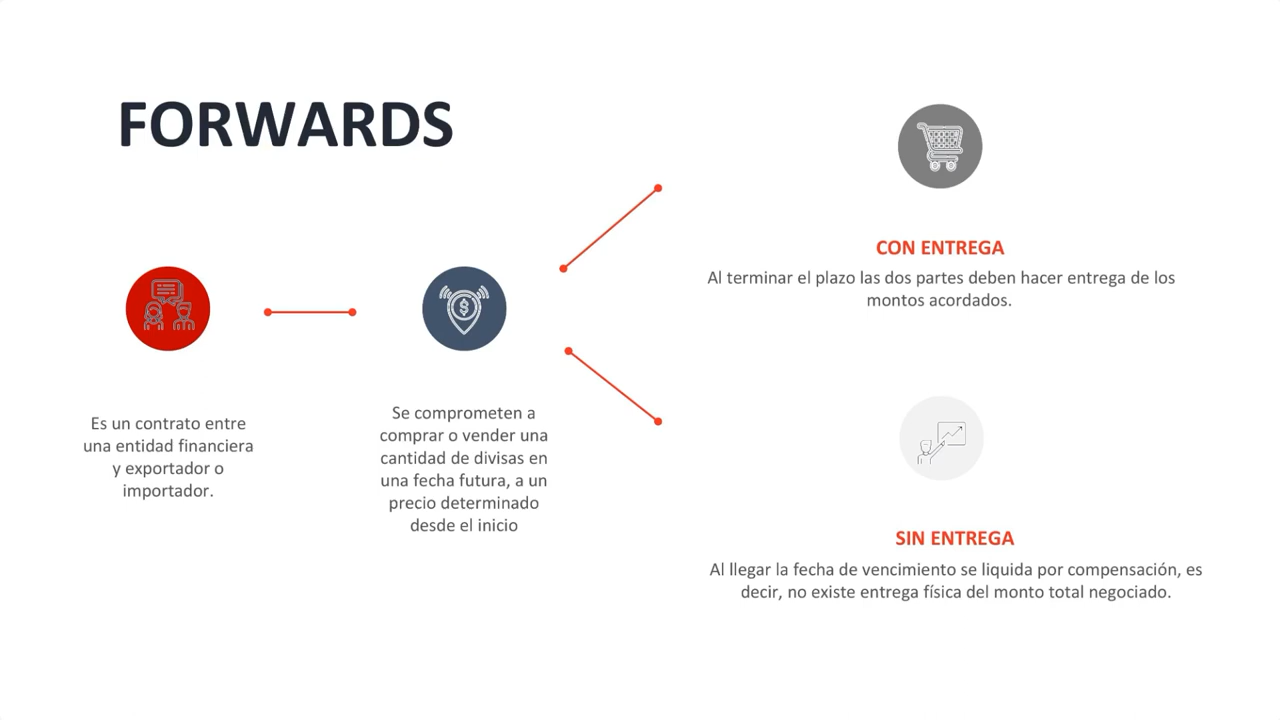 FORWARDS
Es un contrato entre
una entidad financiera
y exportador o
importador.
Se comprometen a
comprar o vender una
cantidad de divisas en
una fecha futura, a un
precio determinado
desde el inicio
CON ENTREGA
Al terminar el plazo las dos partes deben hacer entrega de los
montos acordados.
SIN ENTREGA
Al llegar la fecha de vencimiento se liquida por compensación, es
decir, no existe entrega física del monto total negociado.